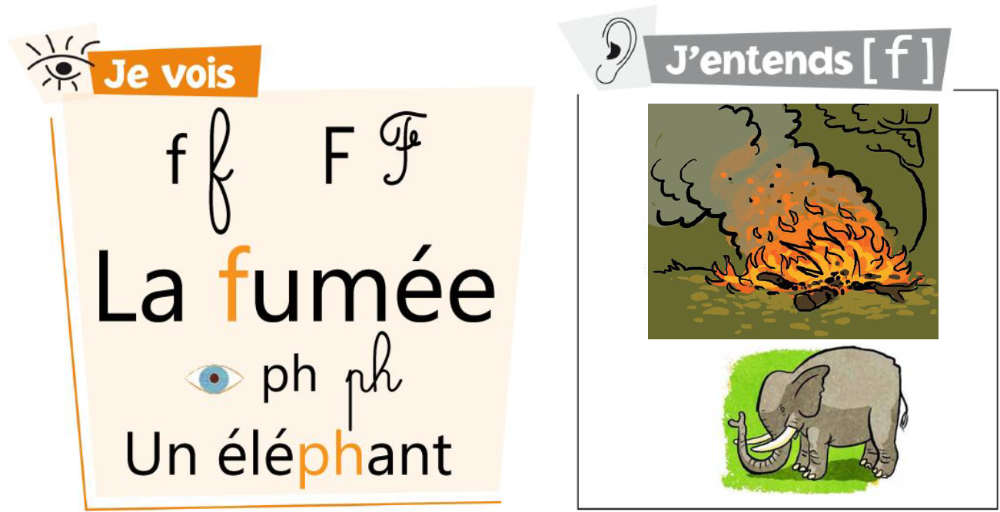 Je vois
f f F F
La fumée
ph ph
Un éléphant
J'entends [f]